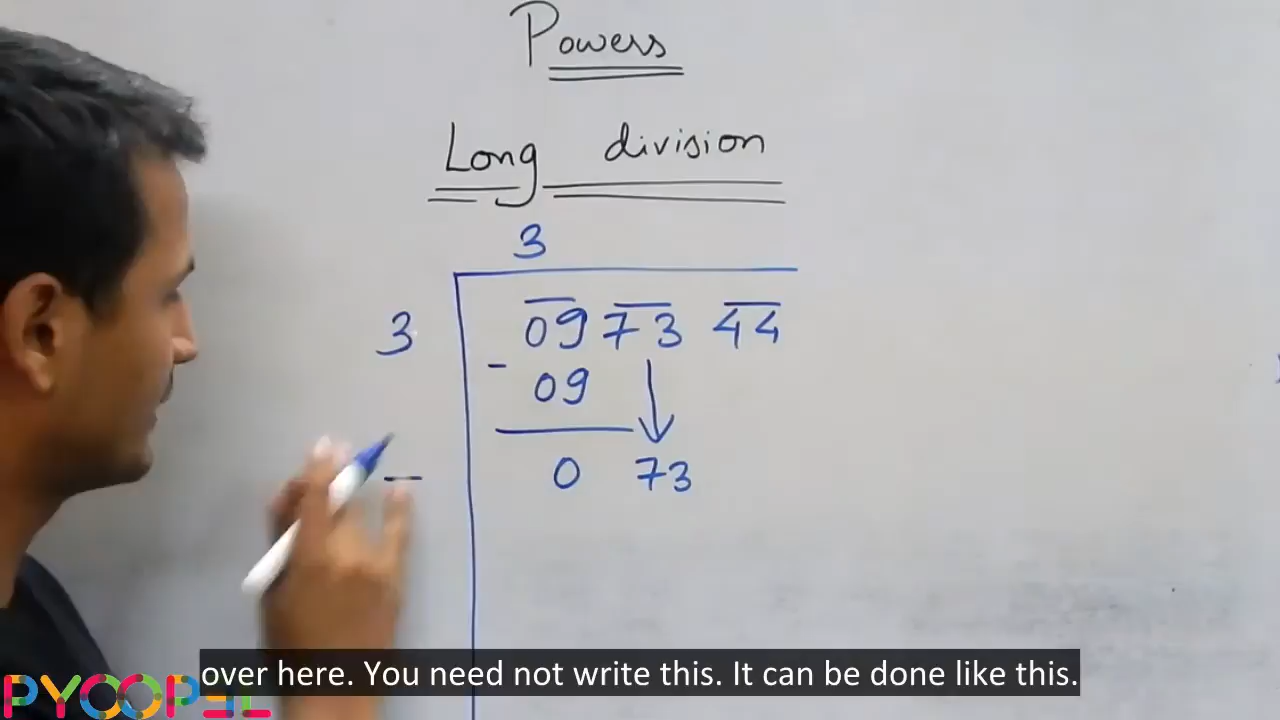 Powers
Long division
3
3
09 73 44
- 09
0 73
over here. You need not write this. It can be done like this.
PYOOPEL